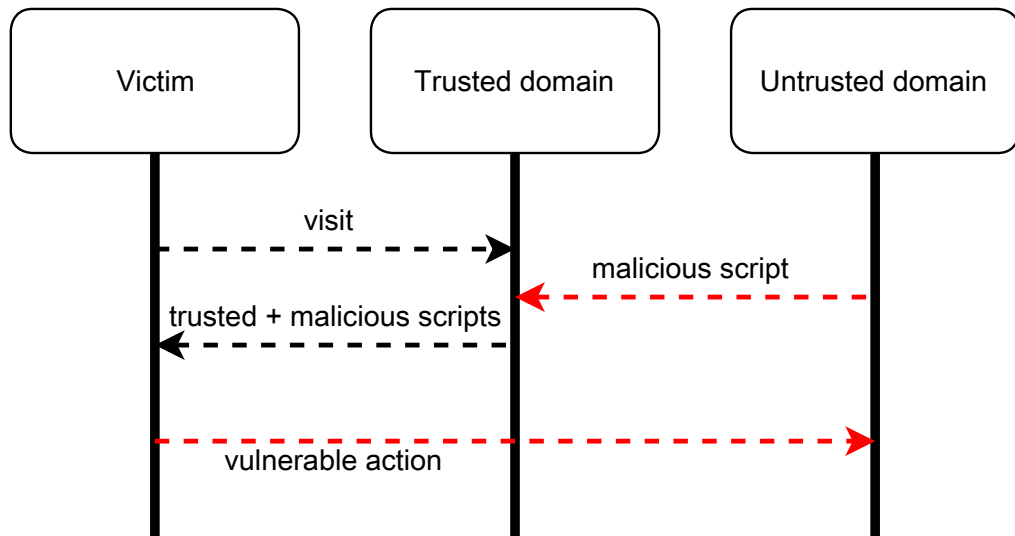 Victim
Trusted domain
Untrusted domain
visit
malicious script
trusted + malicious scripts
vulnerable action